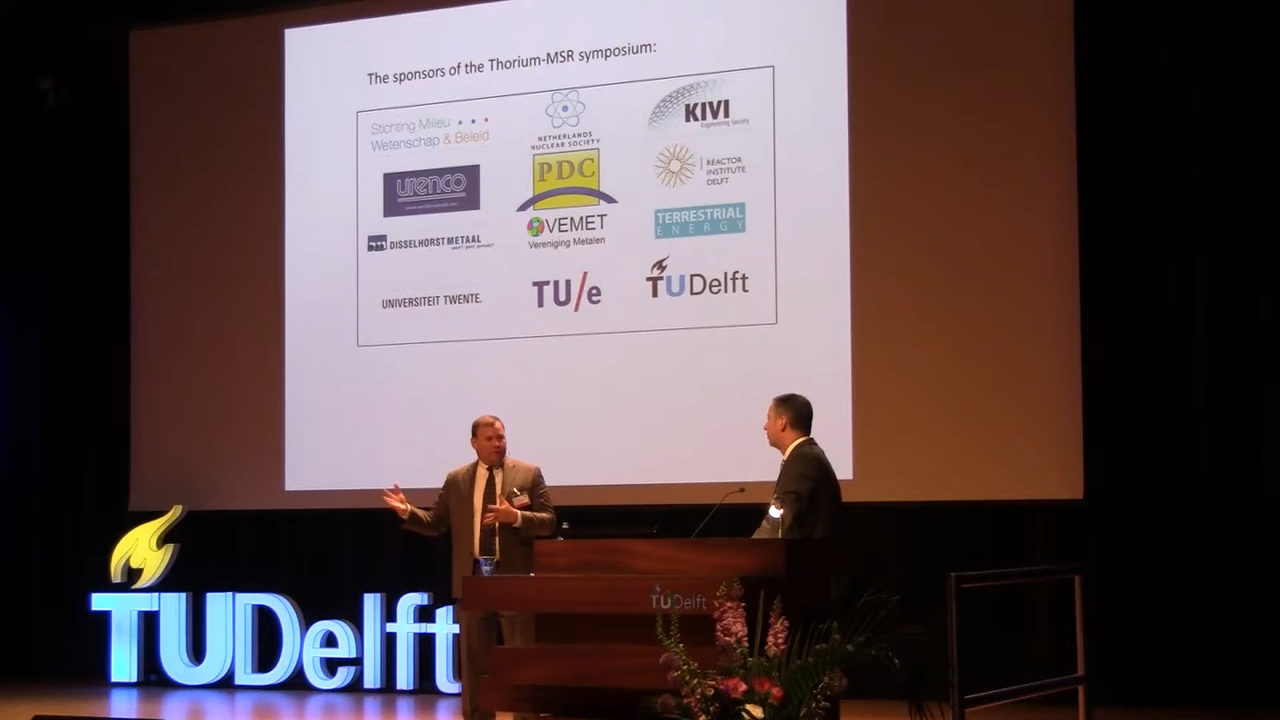 The sponsors of the Thorium-MSR symposium:
Stichting Milieu
Wetenschap & Beleid
NETHERLANDS
NUCLEAR SOCIETY
KIVI
Engineering Society
urenco
PDC
REACTOR
INSTITUTE
DELFT
DISSELHORST METAAL
VEMET
Vereniging Metalen
TERRESTRIAL
ENERGY
UNIVERSITEIT TWENTE.
TU/e
TUDelft
TUDelft
TUDelft